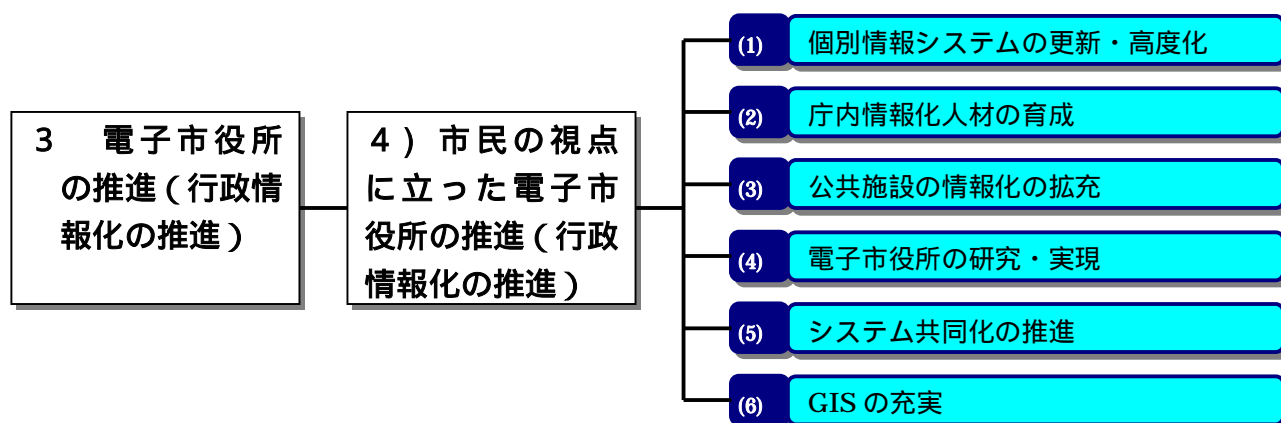 3 電子市役所
の推進(行政情
報化の推進)
4)市民の視点
に立った電子市
役所の推進(行政
情報化の推進)
(1) 個別情報システムの更新・高度化
(2) 庁内情報化人材の育成
(3) 公共施設の情報化の拡充
(4) 電子市役所の研究・実現
(5) システム共同化の推進
(6) GIS の充実